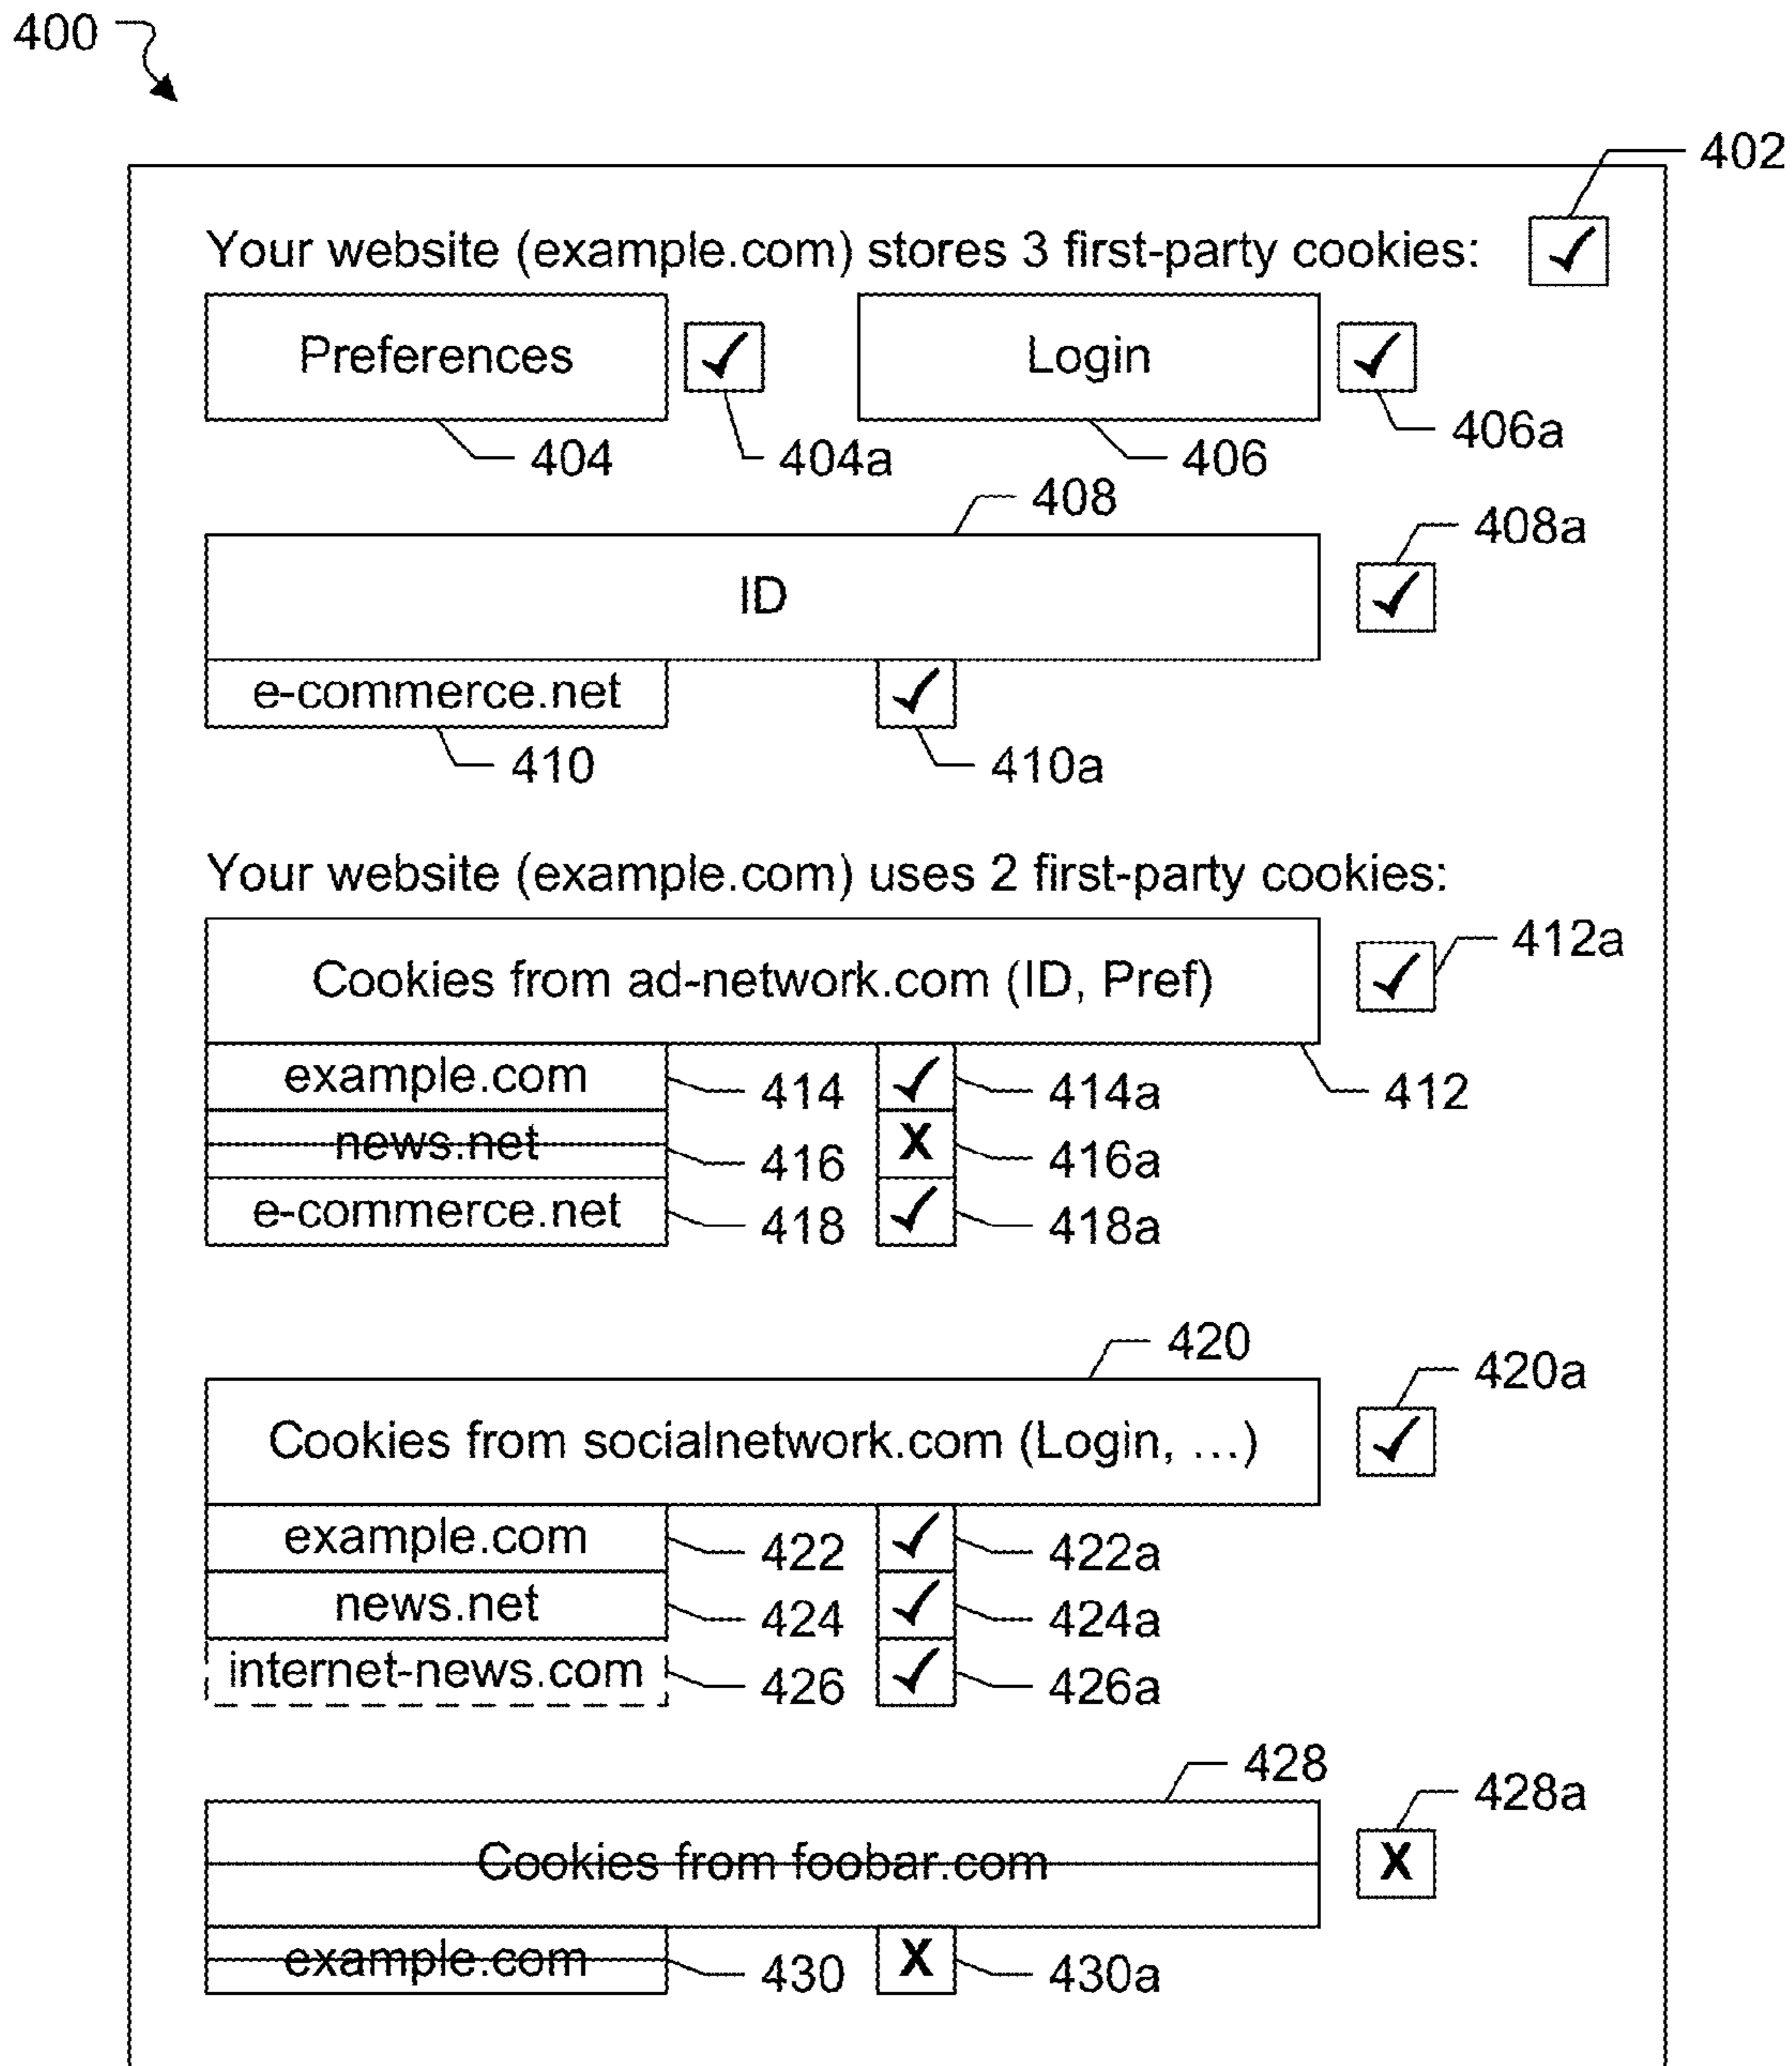 400
402
Your website (example.com) stores 3 first-party cookies:
Preferences
Login
404
404a
406
406a
408
408a
ID
e-commerce.net
410
410a
Your website (example.com) uses 2 first-party cookies:
Cookies from ad-network.com (ID, Pref)
412a
example.com
414
414a
412
news.net
416
X
416a
e-commerce.net
418
418a
420
420a
Cookies from socialnetwork.com (Login, ...)
example.com
422
422a
news.net
424
424a
internet-news.com
426
426a
428
428a
Cookies from foobar.com
X
example.com
430
X
430a